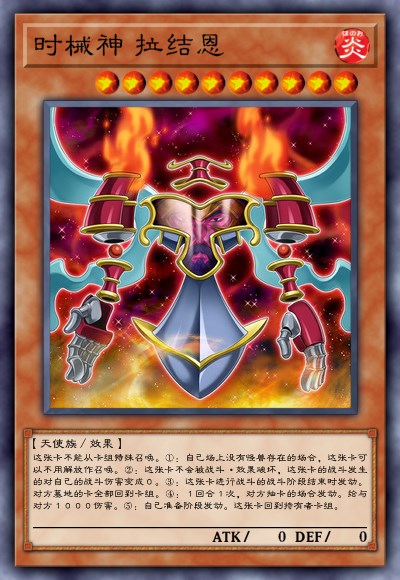 时械神 拉结恩
ほのお
炎
【天使族／效果】
这张卡不能从卡组特殊召唤。①：自己场上没有怪兽存在的场合，这张卡可
以不用解放作召唤。②：这张卡不会被战斗·效果破坏，这张卡的战斗发生
的对自己的战斗伤害变成0。③：这张卡进行战斗的战斗阶段结束时发动。
对方墓地的卡全部回到卡组。④：1回合1次，对方抽卡的场合发动。给与
对方1000伤害。⑤：自己准备阶段发动。这张卡回到持有者卡组。
ATK/ 0 DEF/ 0